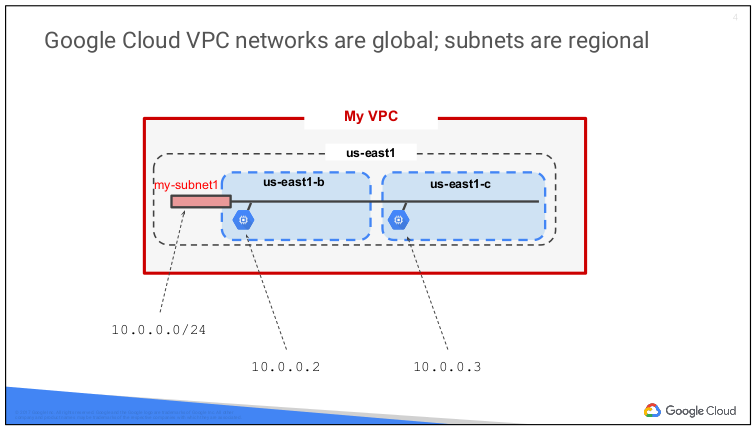 4
Google Cloud VPC networks are global; subnets are regional
My VPC
us-east1
my-subnet1
us-east1-b
us-east1-c
10.0.0.0/24
10.0.0.2
10.0.0.3
Google Cloud